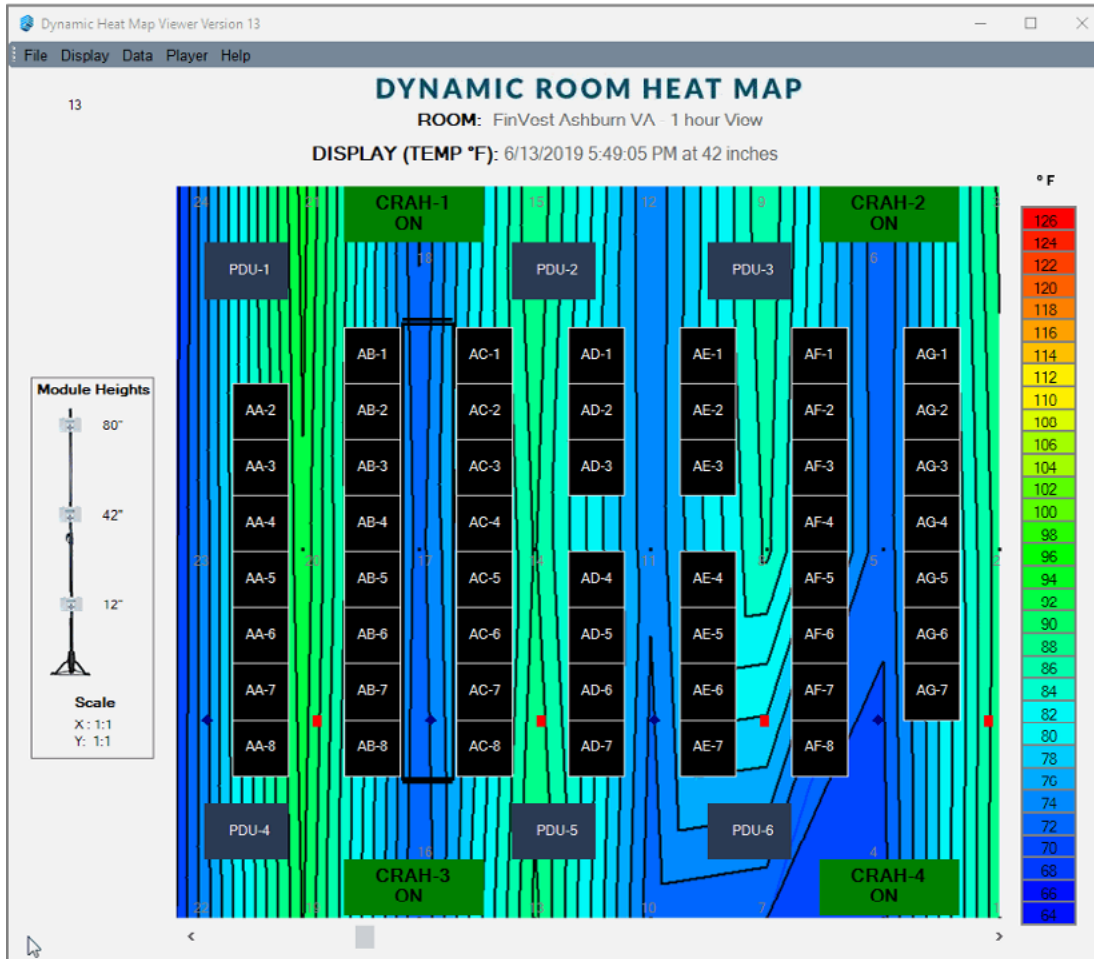 Dynamic Heat Map Viewer Version 13
File Display Data Player Help
13
DYNAMIC ROOM HEAT MAP
ROOM: FinVest Ashburn VA - 1 hour View
DISPLAY (TEMP °F): 6/13/2019 5:49:05 PM at 42 inches
24 21 CRAH-1 15 12 9 CRAH-2
ON ON
PDU-1 18 PDU-2 PDU-3 6
AB-1 AC-1 AD-1 AE-1 AF-1 AG-1
AA-2 AB-2 AC-2 AD-2 AE-2 AF-2 AG-2
AA-3 AB-3 AC-3 AD-3 AE-3 AF-3 AG-3
AA-4 AB-4 AC-4 AF-4 AG-4
23 20 17 14 11 8 5 2
AA-5 AB-5 AC-5 AD-4 AE-4 AF-5 AG-5
AA-6 AB-6 AC-6 AD-5 AE-5 AF-6 AG-6
AA-7 AB-7 AC-7 AD-6 AE-6 AF-7 AG-7
AA-8 AB-8 AC-8 AD-7 AE-7 AF-8
PDU-4 16 PDU-5 PDU-6 4
CRAH-3 CRAH-4
ON ON
22 19 13 10 7
Module Heights
80"
42"
12"
Scale
X : 1:1
Y: 1:1
° F
126
124
122
120
118
116
114
112
110
108
106
104
102
100
98
96
94
92
90
88
86
84
82
80
78
76
74
72
70
68
66
64